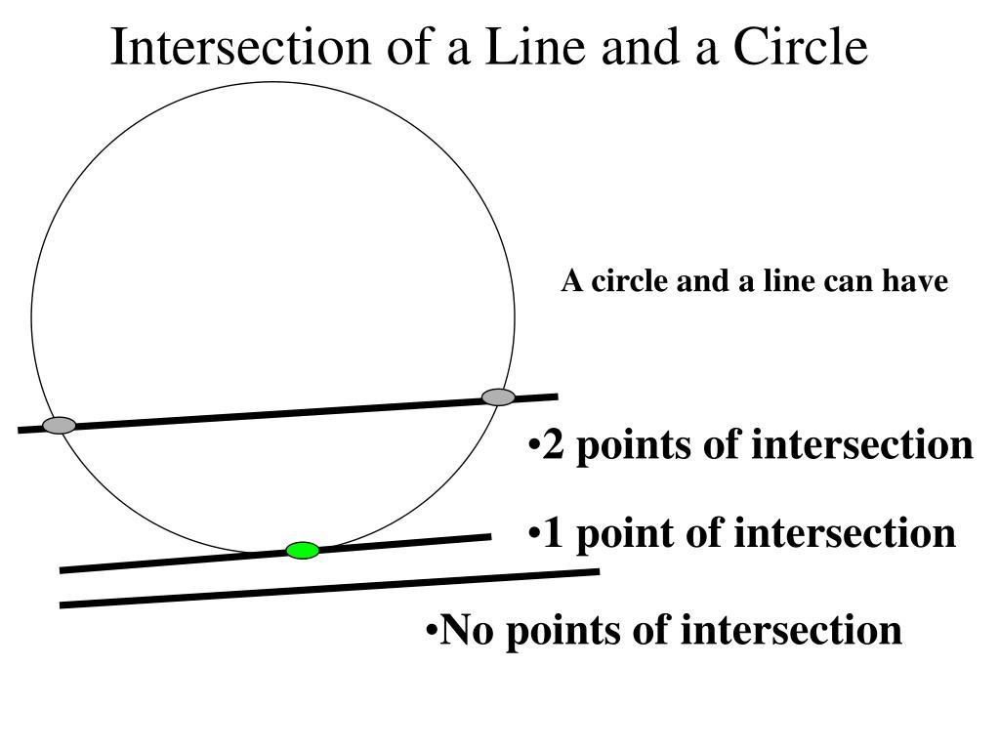 Intersection of a Line and a Circle
A circle and a line can have
•2 points of intersection
•1 point of intersection
•No points of intersection